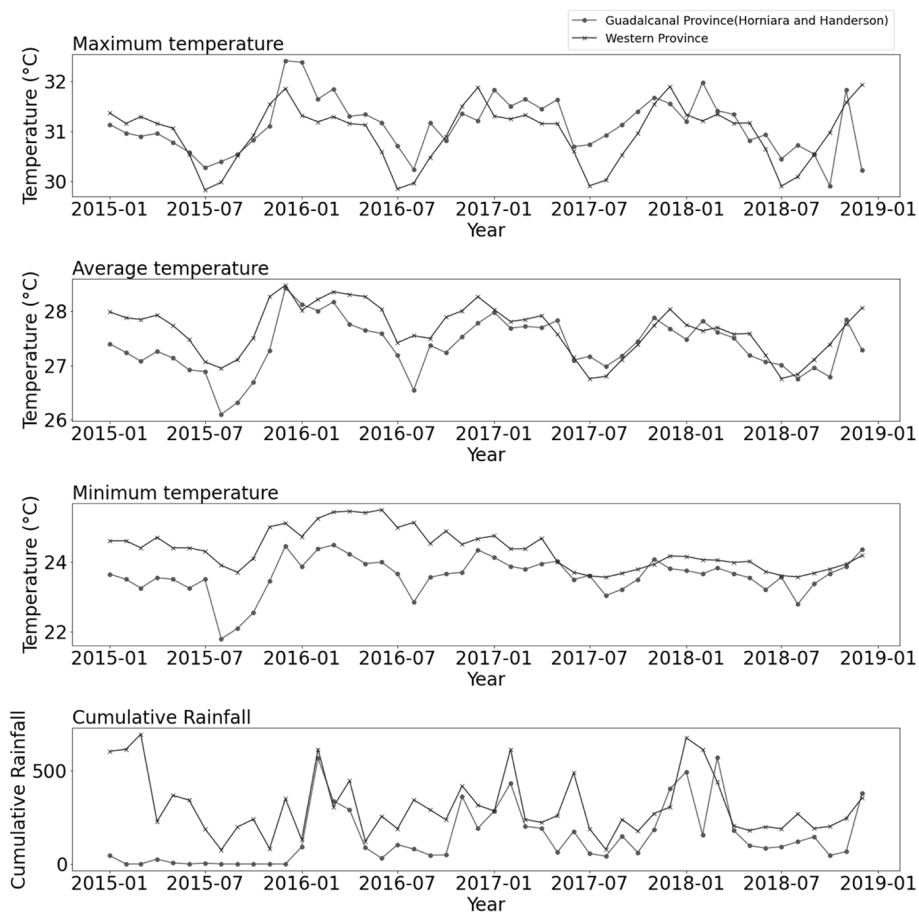 Guadalcanal Province(Horniara and Handerson)
Western Province
Maximum temperature
Temperature (°C)
32
31
30
2015-01 2015-07 2016-01 2016-07 2017-01 2017-07 2018-01 2018-07 2019-01
Year
Average temperature
Temperature (°C)
28
27
26
2015-01 2015-07 2016-01 2016-07 2017-01 2017-07 2018-01 2018-07 2019-01
Year
Minimum temperature
Temperature (°C)
24
22
2015-01 2015-07 2016-01 2016-07 2017-01 2017-07 2018-01 2018-07 2019-01
Year
Cumulative Rainfall
Cumulative Rainfall
500
0
2015-01 2015-07 2016-01 2016-07 2017-01 2017-07 2018-01 2018-07 2019-01
Year